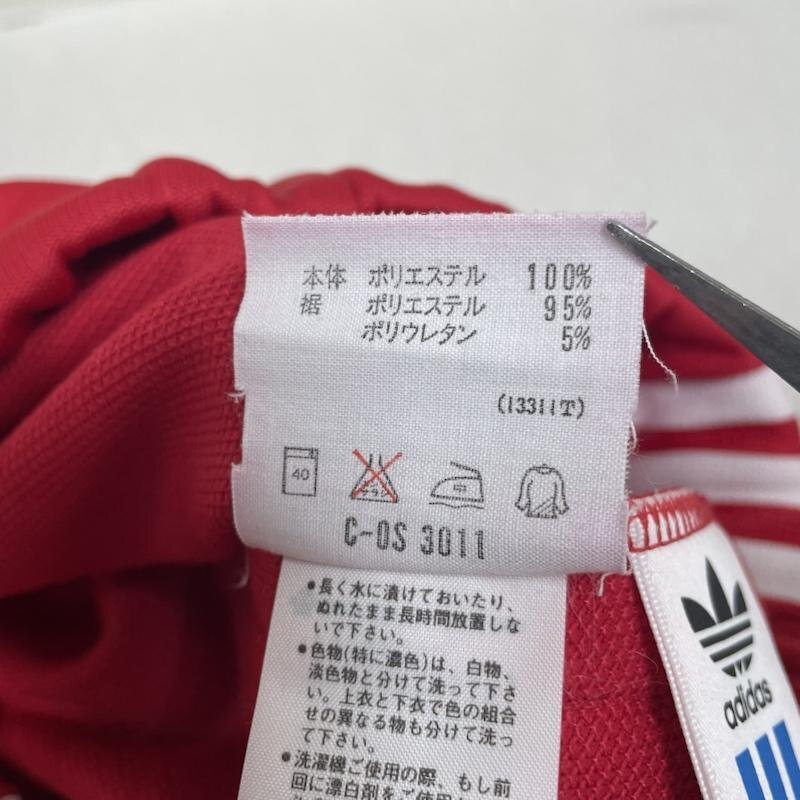 本体 ポリエステル 100%
裾 ポリエステル 95%
ポリウレタン 5%
(13311T)
40 中
C-OS 3011
•長く水に漬けておいたり、
ぬれたまま長時間放置しな
いで下さい。
•色物(特に濃色)は、白物、
淡色物と分けて洗って下さ
い。上衣と下衣で色の組合
せの異なる物も分けて洗っ
て下さい。
•洗濯機ご使用の際、もし前
回に漂白剤をご使用でし
adidas